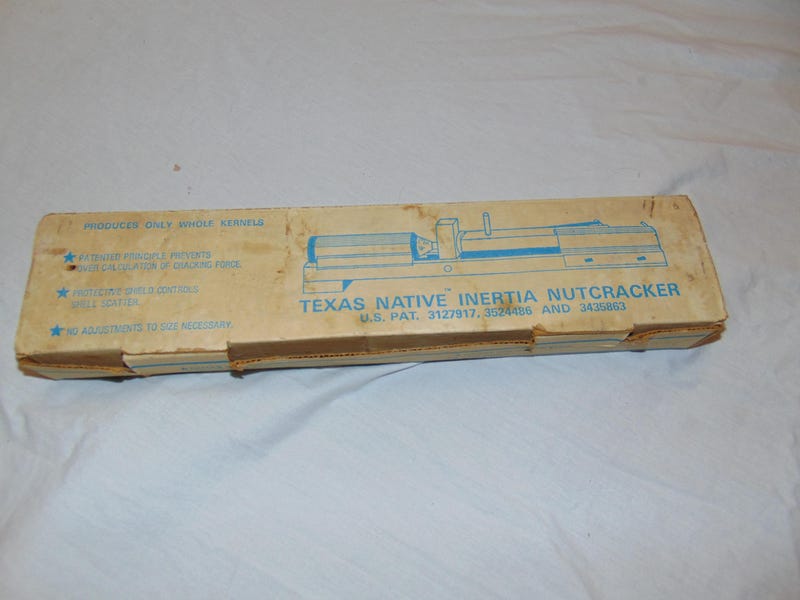 PRODUCES ONLY WHOLE KERNELS
★ PATENTED PRINCIPLE PREVENTS
OVER CALCULATION OF CRACKING FORCE.
★ PROTECTIVE SHIELD CONTROLS
SHELL SCATTER.
★ NO ADJUSTMENTS TO SIZE NECESSARY.
TEXAS NATIVE™ INERTIA NUTCRACKER
U.S. PAT. 3127917, 3524486 AND 3435863